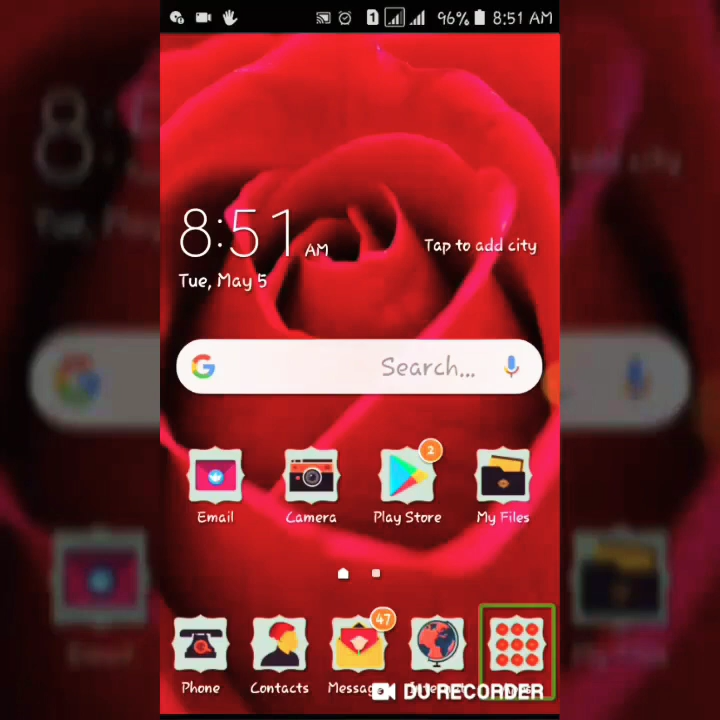 1 96% 8:51 AM
8:51 AM
Tap to add city
Tue, May 5
G Search...
2
Email Camera Play Store My Files
47
Phone Contacts
DU RECORDER